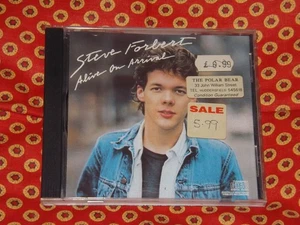 Steve Forbert
Alive On Arrival
£6.99
THE POLAR BEAR
SALE
5.99